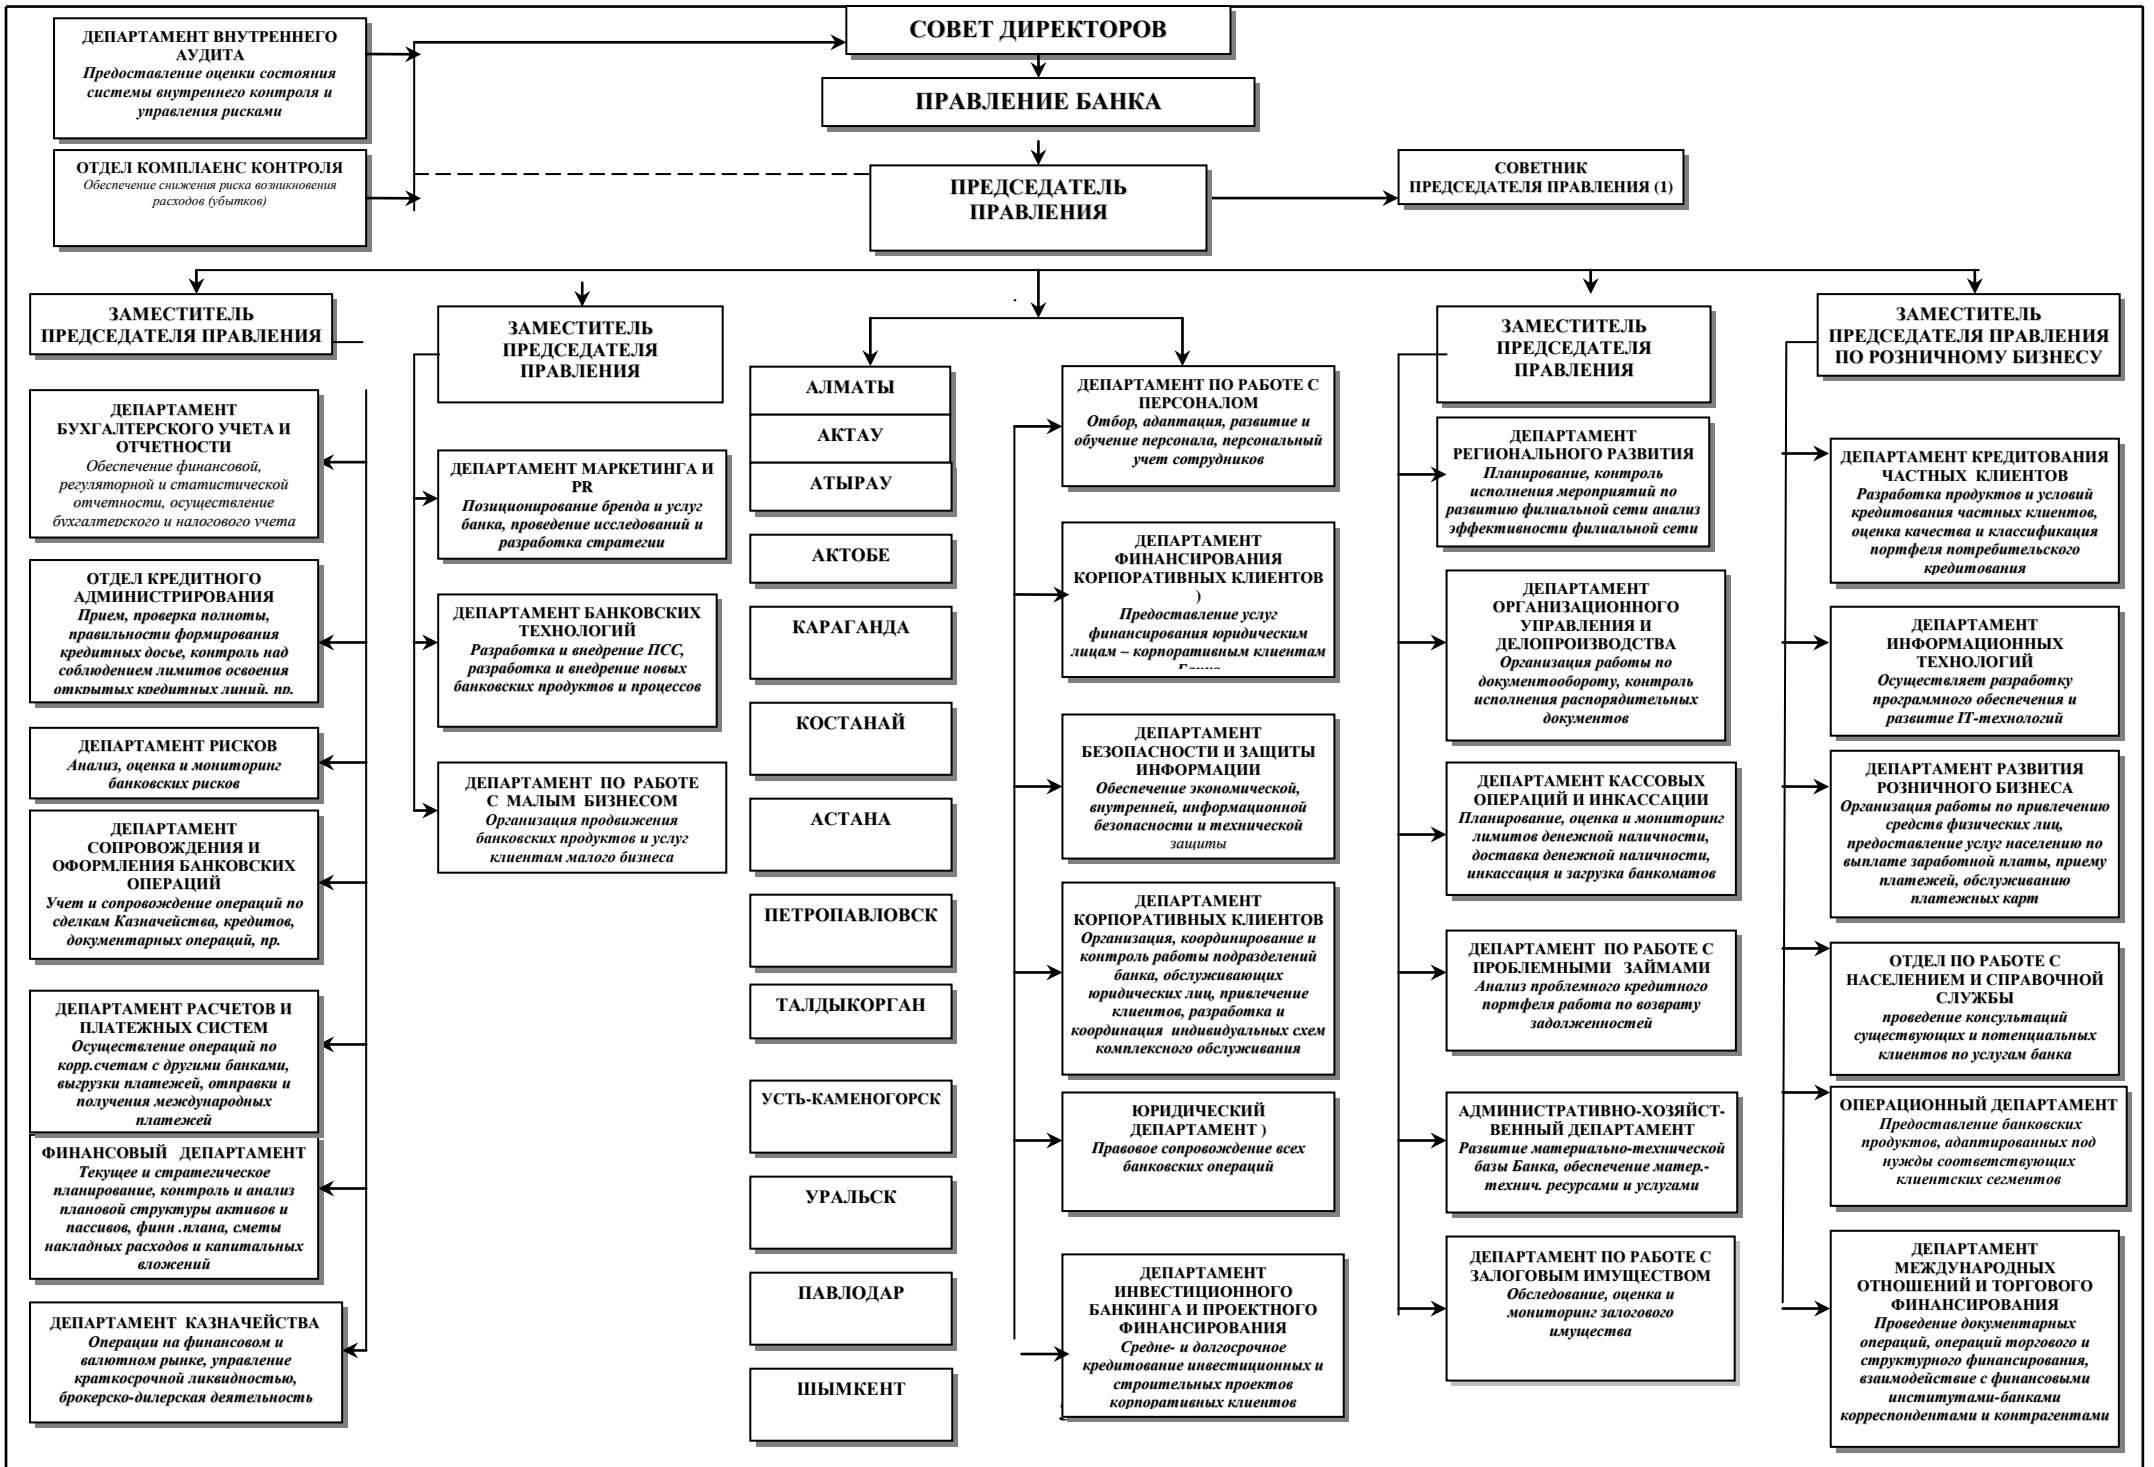 СОВЕТ ДИРЕКТОРОВ
ПРАВЛЕНИЕ БАНКА
ПРЕДСЕДАТЕЛЬ
ПРАВЛЕНИЯ
СОВЕТНИК
ПРЕДСЕДАТЕЛЯ ПРАВЛЕНИЯ (1)
ДЕПАРТАМЕНТ ВНУТРЕННЕГО
АУДИТА
Предоставление оценки состояния
системы внутреннего контроля и
управления рисками
ОТДЕЛ КОМПЛАЕНС КОНТРОЛЯ
Обеспечение снижения риска возникновения
расходов (убытков)
ЗАМЕСТИТЕЛЬ
ПРЕДСЕДАТЕЛЯ ПРАВЛЕНИЯ
ДЕПАРТАМЕНТ
БУХГАЛТЕРСКОГО УЧЕТА И
ОТЧЕТНОСТИ
Обеспечение финансовой,
регуляторной и статистической
отчетности, осуществление
бухгалтерского и налогового учета
ОТДЕЛ КРЕДИТНОГО
АДМИНИСТРИРОВАНИЯ
Прием, проверка полноты,
правильности формирования
кредитных досье, контроль над
соблюдением лимитов освоения
открытых кредитных линий, пр.
ДЕПАРТАМЕНТ РИСКОВ
Анализ, оценка и мониторинг
банковских рисков
ДЕПАРТАМЕНТ
СОПРОВОЖДЕНИЯ И
ОФОРМЛЕНИЯ БАНКОВСКИХ
ОПЕРАЦИЙ
Учет и сопровождение операций по
сделкам Казначейства, кредитов,
документарных операций, пр.
ДЕПАРТАМЕНТ РАСЧЕТОВ И
ПЛАТЕЖНЫХ СИСТЕМ
Осуществление операций по
корр.счетам с другими банками,
выгрузки платежей, отправки и
получения международных
платежей
ФИНАНСОВЫЙ ДЕПАРТАМЕНТ
Текущее и стратегическое
планирование, контроль и анализ
плановой структуры активов и
пассивов, финн .плана, сметы
накладных расходов и капитальных
вложений
ДЕПАРТАМЕНТ КАЗНАЧЕЙСТВА
Операции на финансовом и
валютном рынке, управление
краткосрочной ликвидностью,
брокерско-дилерская деятельность
ЗАМЕСТИТЕЛЬ
ПРЕДСЕДАТЕЛЯ
ПРАВЛЕНИЯ
ДЕПАРТАМЕНТ МАРКЕТИНГА И
PR
Позиционирование бренда и услуг
банка, проведение исследований и
разработка стратегии
ДЕПАРТАМЕНТ БАНКОВСКИХ
ТЕХНОЛОГИЙ
Разработка и внедрение ПСС,
разработка и внедрение новых
банковских продуктов и процессов
ДЕПАРТАМЕНТ ПО РАБОТЕ
С МАЛЫМ БИЗНЕСОМ
Организация продвижения
банковских продуктов и услуг
клиентам малого бизнеса
АЛМАТЫ
АКТАУ
АТЫРАУ
АКТОБЕ
КАРАГАНДА
КОСТАНАЙ
АСТАНА
ПЕТРОПАВЛОВСК
ТАЛДЫКОРГАН
УСТЬ-КАМЕНОГОРСК
УРАЛЬСК
ПАВЛОДАР
ШЫМКЕНТ
ДЕПАРТАМЕНТ ПО РАБОТЕ С
ПЕРСОНАЛОМ
Отбор, адаптация, развитие и
обучение персонала, персональный
учет сотрудников
ДЕПАРТАМЕНТ
ФИНАНСИРОВАНИЯ
КОРПОРАТИВНЫХ КЛИЕНТОВ
)
Предоставление услуг
финансирования юридическим
лицам – корпоративным клиентам
Банка
ДЕПАРТАМЕНТ
БЕЗОПАСНОСТИ И ЗАЩИТЫ
ИНФОРМАЦИИ
Обеспечение экономической,
внутренней, информационной
безопасности и технической
защиты
ДЕПАРТАМЕНТ
КОРПОРАТИВНЫХ КЛИЕНТОВ
Организация, координирование и
контроль работы подразделений
банка, обслуживающих
юридических лиц, привлечение
клиентов, разработка и
координация индивидуальных схем
комплексного обслуживания
ЮРИДИЧЕСКИЙ
ДЕПАРТАМЕНТ )
Правовое сопровождение всех
банковских операций
ДЕПАРТАМЕНТ
ИНВЕСТИЦИОННОГО
БАНКИНГА И ПРОЕКТНОГО
ФИНАНСИРОВАНИЯ
Средне- и долгосрочное
кредитование инвестиционных и
строительных проектов
корпоративных клиентов
ЗАМЕСТИТЕЛЬ
ПРЕДСЕДАТЕЛЯ
ПРАВЛЕНИЯ
ДЕПАРТАМЕНТ
РЕГИОНАЛЬНОГО РАЗВИТИЯ
Планирование, контроль
исполнения мероприятий по
развитию филиальной сети анализ
эффективности филиальной сети
ДЕПАРТАМЕНТ
ОРГАНИЗАЦИОННОГО
УПРАВЛЕНИЯ И
ДЕЛОПРОИЗВОДСТВА
Организация работы по
документообороту, контроль
исполнения распорядительных
документов
ДЕПАРТАМЕНТ КАССОВЫХ
ОПЕРАЦИЙ И ИНКАССАЦИИ
Планирование, оценка и мониторинг
лимитов денежной наличности,
доставка денежной наличности,
инкассация и загрузка банкоматов
ДЕПАРТАМЕНТ ПО РАБОТЕ С
ПРОБЛЕМНЫМИ ЗАЙМАМИ
Анализ проблемного кредитного
портфеля работа по возврату
задолженностей
АДМИНИСТРАТИВНО-ХОЗЯЙСТ-
ВЕННЫЙ ДЕПАРТАМЕНТ
Развитие материально-технической
базы Банка, обеспечение матер.-
технич. ресурсами и услугами
ДЕПАРТАМЕНТ ПО РАБОТЕ С
ЗАЛОГОВЫМ ИМУЩЕСТВОМ
Обследование, оценка и
мониторинг залогового
имущества
ЗАМЕСТИТЕЛЬ
ПРЕДСЕДАТЕЛЯ ПРАВЛЕНИЯ
ПО РОЗНИЧНОМУ БИЗНЕСУ
ДЕПАРТАМЕНТ КРЕДИТОВАНИЯ
ЧАСТНЫХ КЛИЕНТОВ
Разработка продуктов и условий
кредитования частных клиентов,
оценка качества и классификация
портфеля потребительского
кредитования
ДЕПАРТАМЕНТ
ИНФОРМАЦИОННЫХ
ТЕХНОЛОГИЙ
Осуществляет разработку
программного обеспечения и
развитие IT-технологий
ДЕПАРТАМЕНТ РАЗВИТИЯ
РОЗНИЧНОГО БИЗНЕСА
Организация работы по привлечению
средств физических лиц,
предоставление услуг населению по
выплате заработной платы, приему
платежей, обслуживанию
платежных карт
ОТДЕЛ ПО РАБОТЕ С
НАСЕЛЕНИЕМ И СПРАВОЧНОЙ
СЛУЖБЫ
проведение консультаций
существующих и потенциальных
клиентов по услугам банка
ОПЕРАЦИОННЫЙ ДЕПАРТАМЕНТ
Предоставление банковских
продуктов, адаптированных под
нужды соответствующих
клиентских сегментов
ДЕПАРТАМЕНТ
МЕЖДУНАРОДНЫХ
ОТНОШЕНИЙ И ТОРГОВОГО
ФИНАНСИРОВАНИЯ
Проведение документарных
операций, операций торгового и
структурного финансирования,
взаимодействие с финансовыми
институтами-банками
корреспондентами и контрагентами